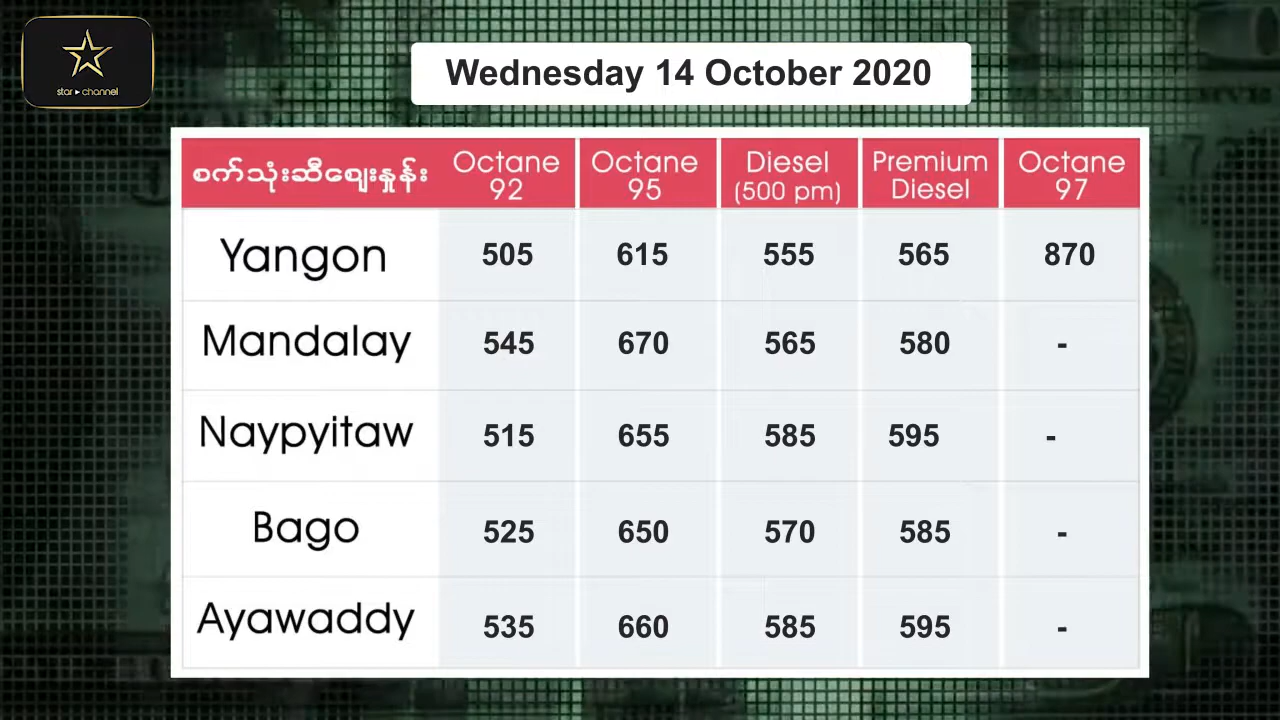 star channel
Wednesday 14 October 2020
စက်သုံးဆီဈေးနှုန်း Octane 92 Octane 95 Diesel (500 pm) Premium Diesel Octane 97
Yangon 505 615 555 565 870
Mandalay 545 670 565 580 -
Naypyitaw 515 655 585 595 -
Bago 525 650 570 585 -
Ayawaddy 535 660 585 595 -